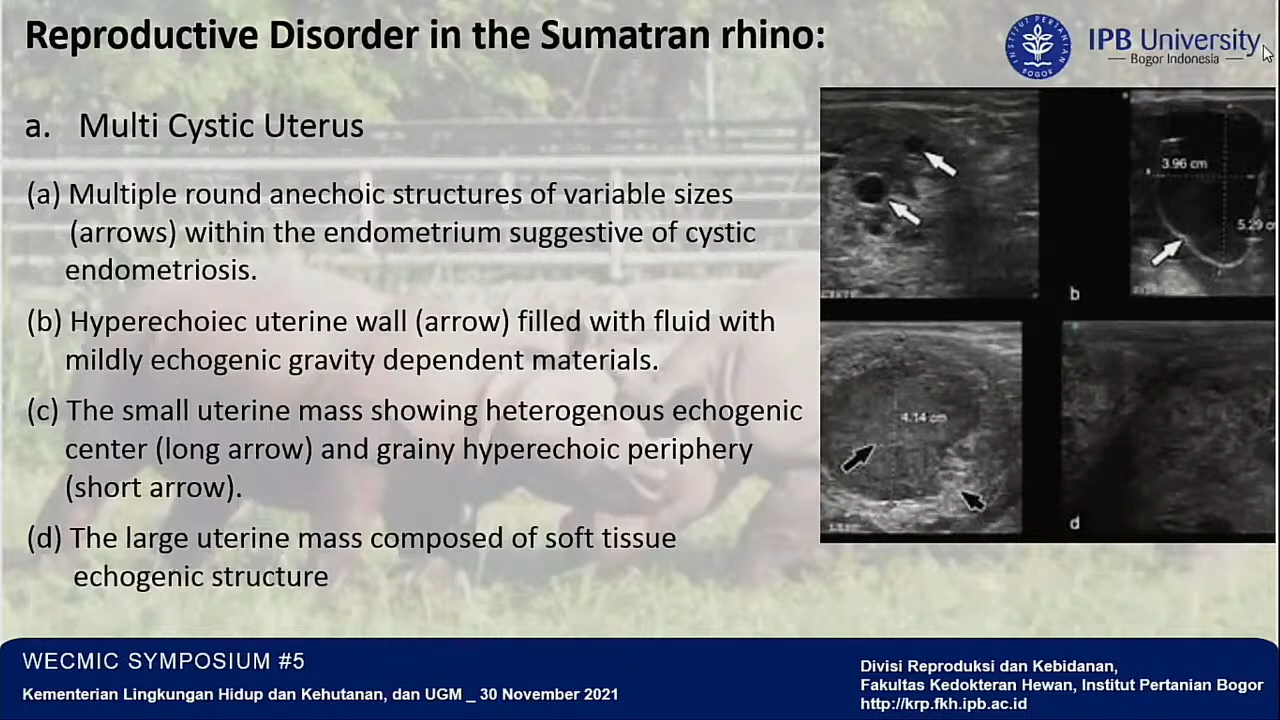 Reproductive Disorder in the Sumatran rhino:
INSTITUT PERTANIAN
BOGOR
IPB University
Bogor Indonesia
a. Multi Cystic Uterus
(a) Multiple round anechoic structures of variable sizes
(arrows) within the endometrium suggestive of cystic
endometriosis.
(b) Hyperechoiec uterine wall (arrow) filled with fluid with
mildly echogenic gravity dependent materials.
(c) The small uterine mass showing heterogenous echogenic
center (long arrow) and grainy hyperechoic periphery
(short arrow).
(d) The large uterine mass composed of soft tissue
echogenic structure
3.96 cm
5.29
b
4.14 cm
d
WECMIC SYMPOSIUM #5
Kementerian Lingkungan Hidup dan Kehutanan, dan UGM _ 30 November 2021
Divisi Reproduksi dan Kebidanan,
Fakultas Kedokteran Hewan, Institut Pertanian Bogor
http://krp.fkh.ipb.ac.id